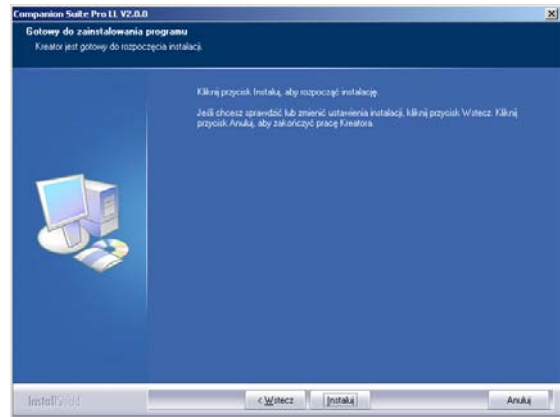 Companion Suite Pro LL V2.0.0
Gotowy do zainstalowania programu
Kreator jest gotowy do rozpoczęcia instalacji.
Kliknij przycisk Instaluj, aby rozpocząć instalację.
Jeśli chcesz sprawdzić lub zmienić ustawienia instalacji, kliknij przycisk Wstecz. Kliknij
przycisk Anuluj, aby zakończyć pracę Kreatora.
InstallShield
< Wstecz
Instaluj
Anuluj